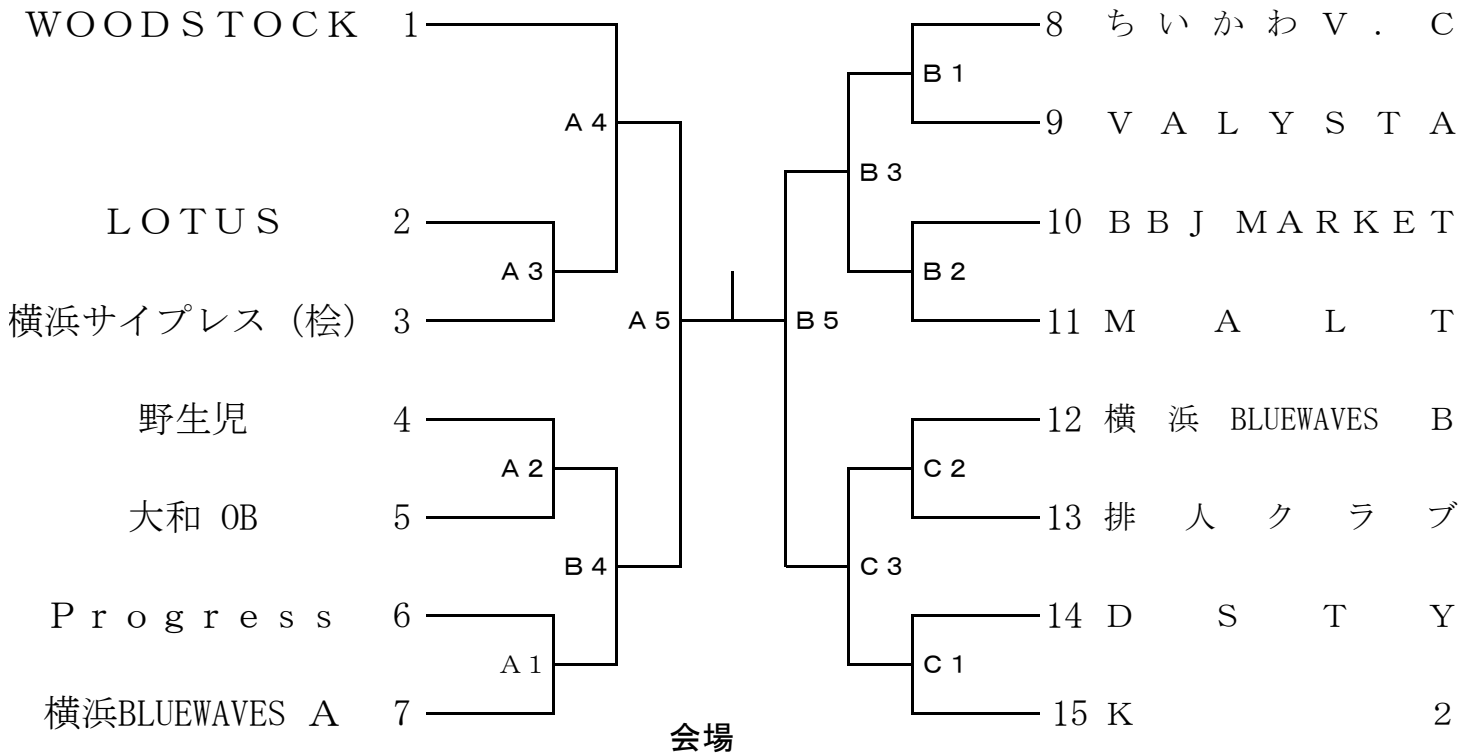 WOODSTOCK 1
8 ちいかわV.C
B1
A4
9 VALYSTA
B3
LOTUS 2
10 BBJ MARKET
A3
B2
横浜サイプレス（桧） 3
A5
B5
11 MALT
野生児 4
12 横浜 BLUEWAVES B
A2
C2
大和 OB 5
13 排人クラブ
B4
C3
Progress 6
14 DSTY
A1
C1
横浜BLUEWAVES A 7
15 K2
会場